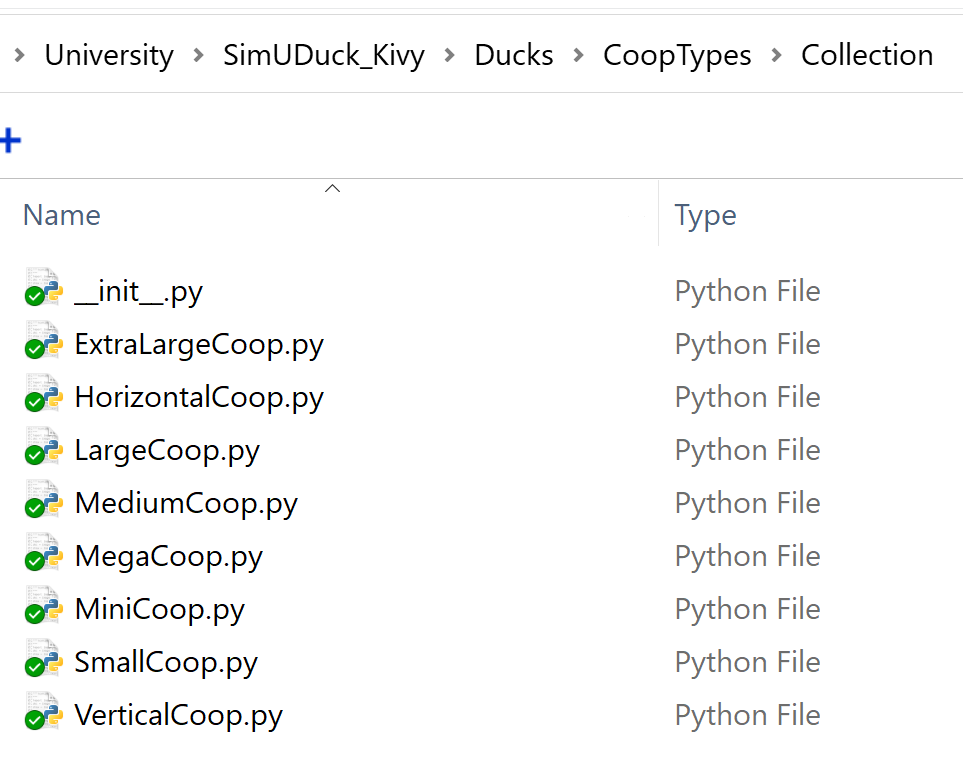 University SimUDuck_Kivy Ducks CoopTypes Collection
Name Type
__init__.py Python File
ExtraLargeCoop.py Python File
HorizontalCoop.py Python File
LargeCoop.py Python File
MediumCoop.py Python File
MegaCoop.py Python File
MiniCoop.py Python File
SmallCoop.py Python File
VerticalCoop.py Python File